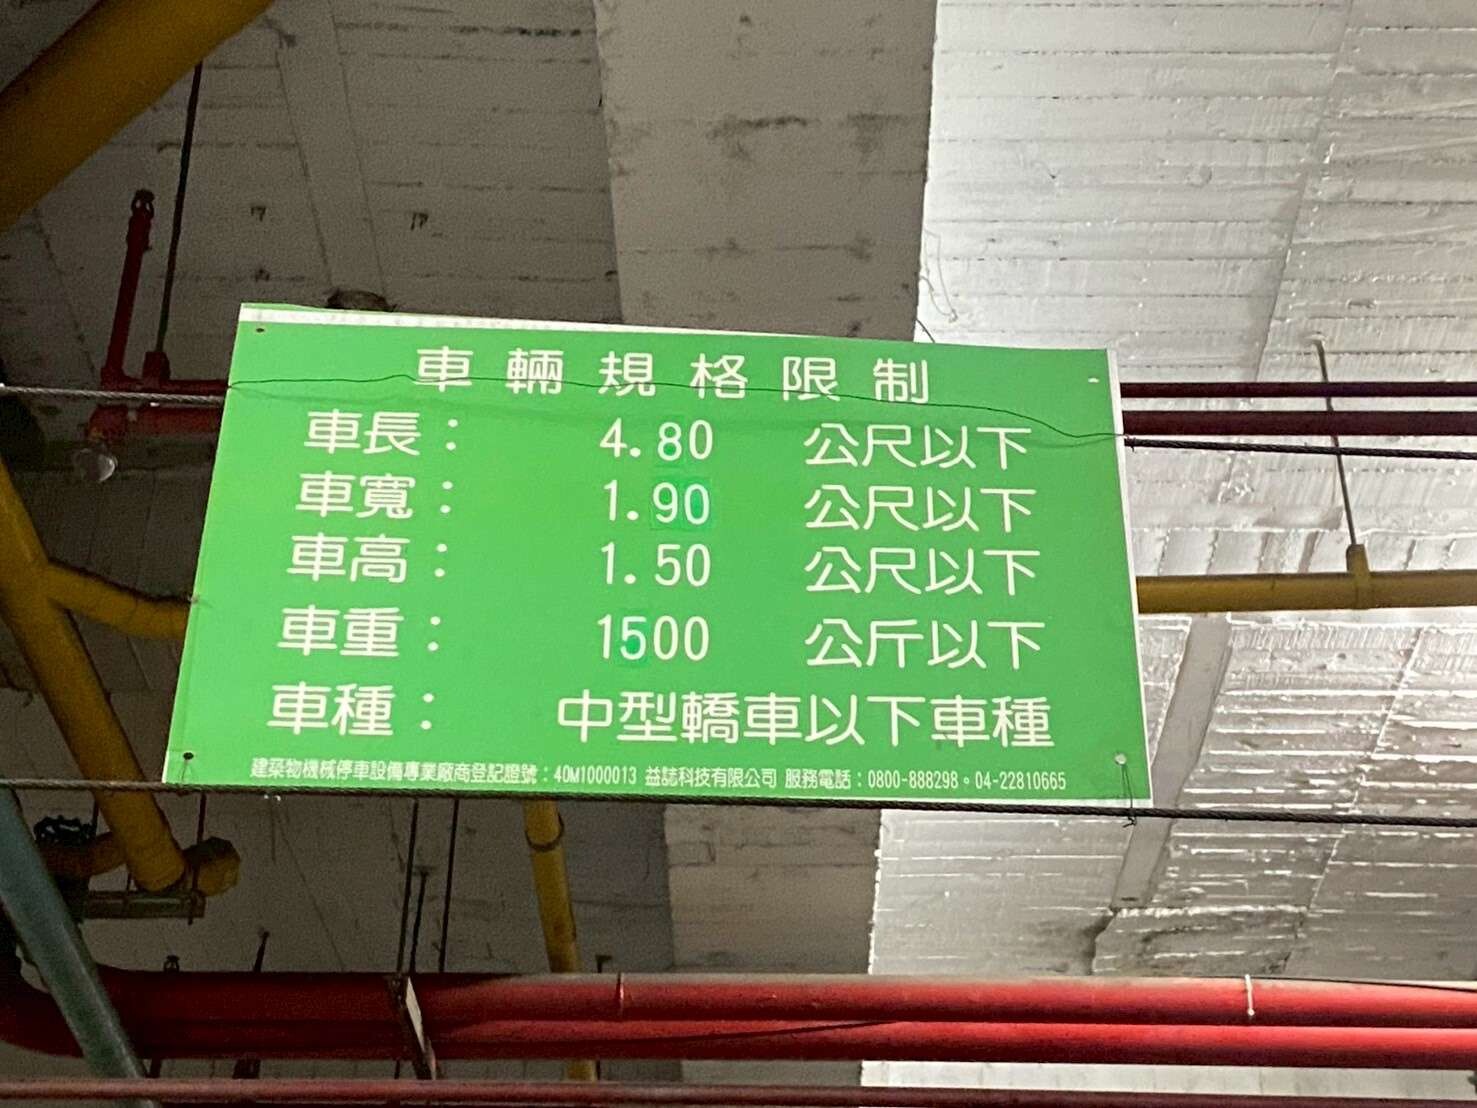 車輛規格限制
車長： 4.80 公尺以下
車寬： 1.90 公尺以下
車高： 1.50 公尺以下
車重： 1500 公斤以下
車種： 中型轎車以下車種
建築物機械停車設備專業廠商登記證號：40M1000013 益誌科技有限公司 服務電話：0800-888298。04-22810665